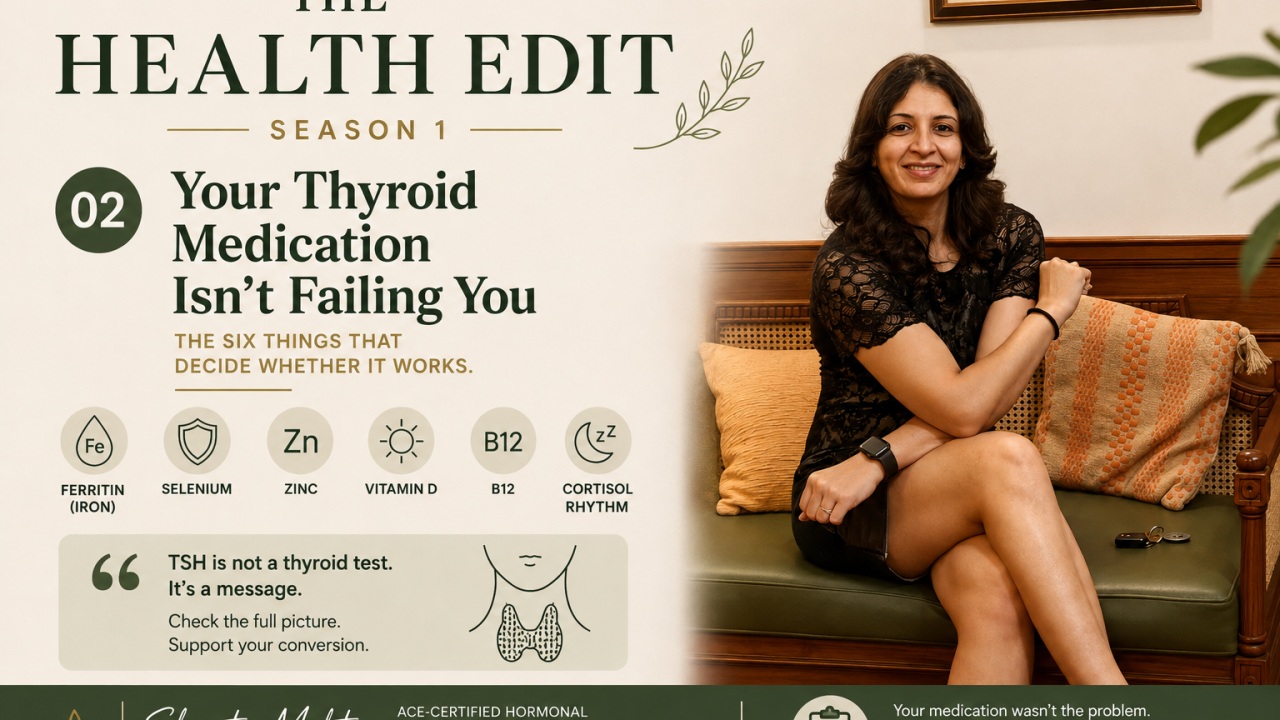 THE
HEALTH EDIT
SEASON 1
02
Your Thyroid
Medication
Isn't Failing You
THE SIX THINGS THAT
DECIDE WHETHER IT WORKS.
Fe
Zn
B12
zz
FERRITIN
(IRON)
SELENIUM
ZINC
VITAMIN D
B12
CORTISOL
RHYTHM
“
TSH is not a thyroid test.
It's a message.
Check the full picture.
Support your conversion.
ACE-CERTIFIED HORMONAL
Your medication wasn't the problem.